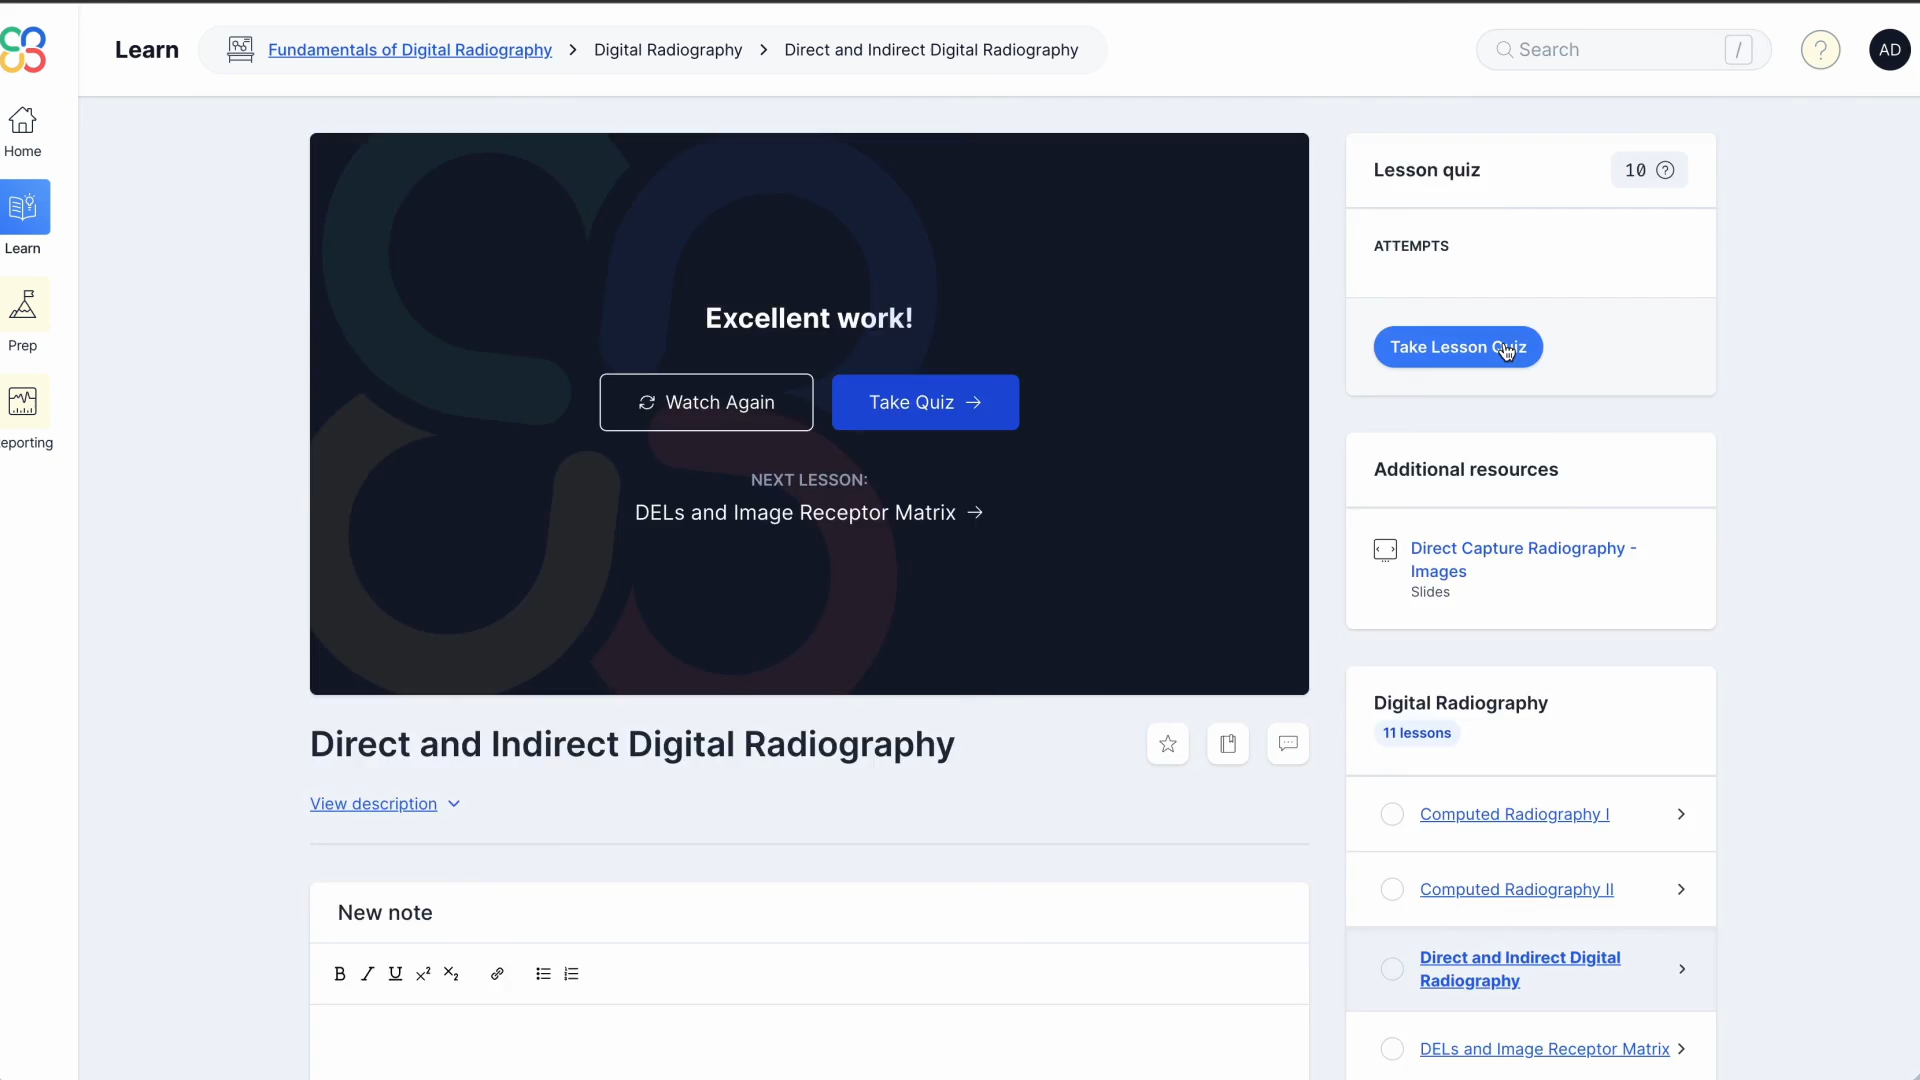 Learn
Fundamentals of Digital Radiography > Digital Radiography > Direct and Indirect Digital Radiography
Search /
?
AD
Home
Learn
Prep
eporting
Excellent work!
Watch Again
Take Quiz →
NEXT LESSON:
DELs and Image Receptor Matrix →
Lesson quiz
10 ?
ATTEMPTS
Take Lesson Quiz
Additional resources
Direct Capture Radiography -
Images
Slides
Direct and Indirect Digital Radiography
View description
New note
B I U x² x₂
Digital Radiography
11 lessons
Computed Radiography I
Computed Radiography II
Direct and Indirect Digital
Radiography
DELs and Image Receptor Matrix